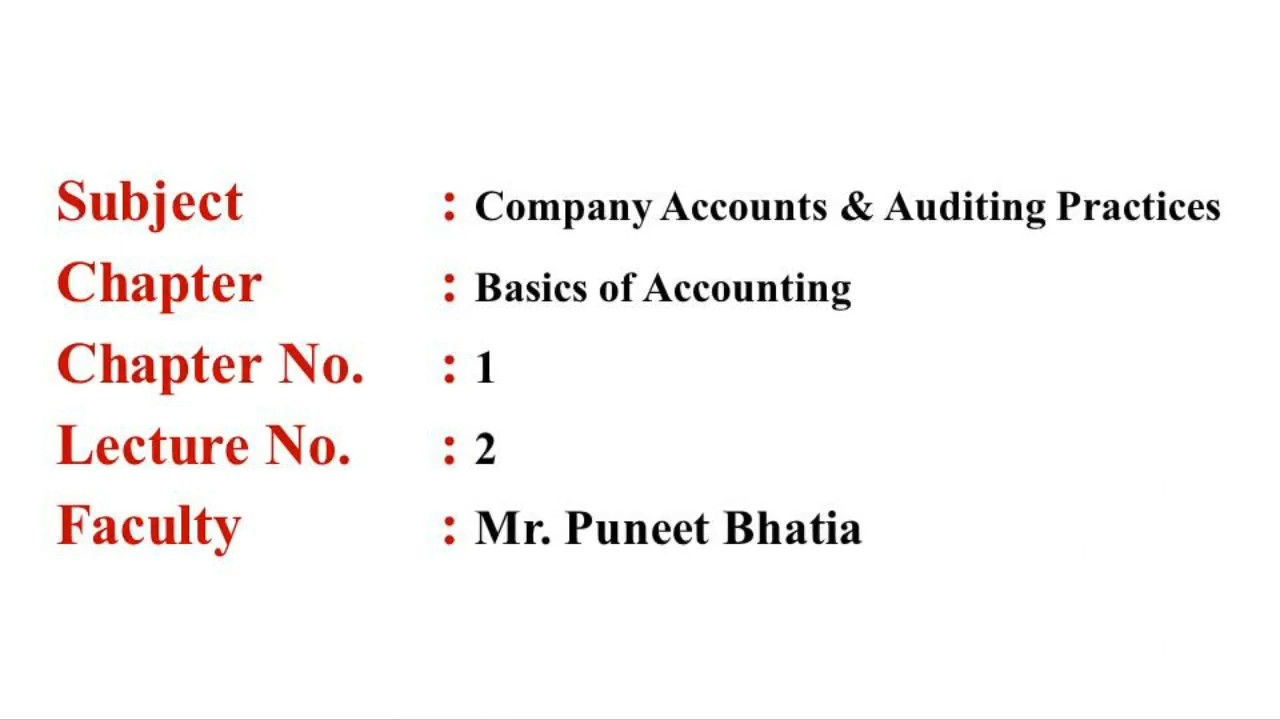 Subject : Company Accounts & Auditing Practices
Chapter : Basics of Accounting
Chapter No. : 1
Lecture No. : 2
Faculty : Mr. Puneet Bhatia